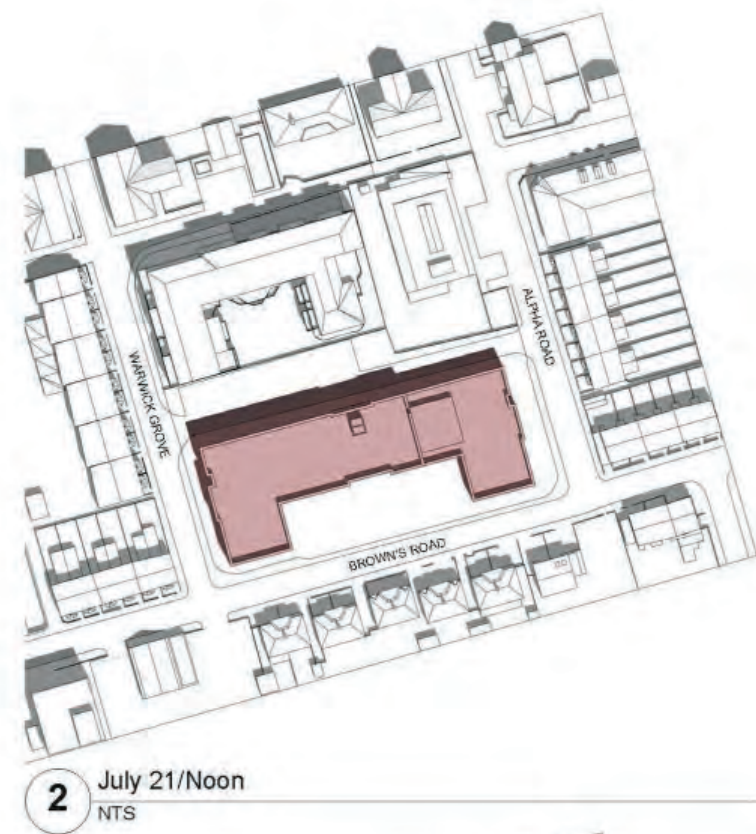 ALPHA ROAD
WARWICK GROVE
BROWN'S ROAD
2
July 21/Noon
NTS